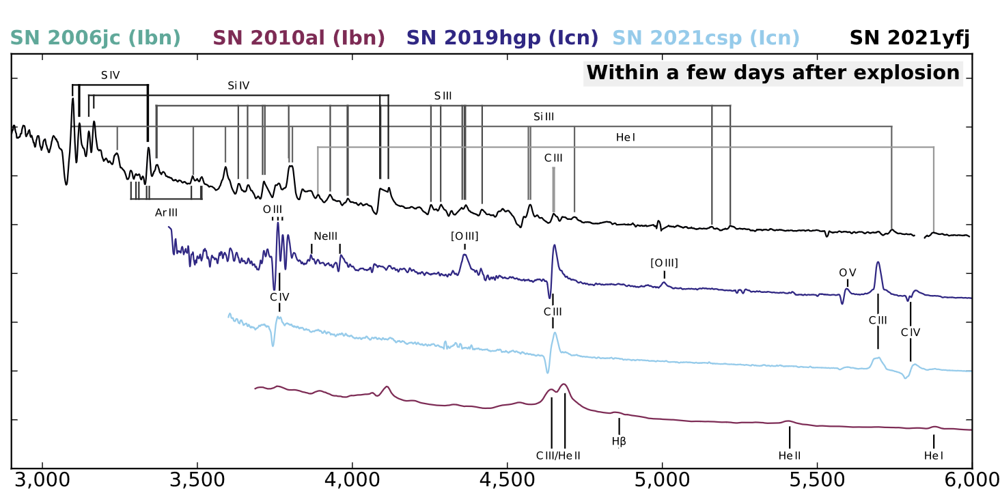 SN 2006jc (Ibn) SN 2010al (Ibn) SN 2019hgp (Icn) SN 2021csp (Icn) SN 2021yfj
Within a few days after explosion
S IV
Si IV
S III
Si III
He I
C III
Ar III
O III
Ne III
[O III]
[O III]
O V
C IV
C III
C III
C IV
Hβ
C III/He II
He II
He I
3,000 3,500 4,000 4,500 5,000 5,500 6,000